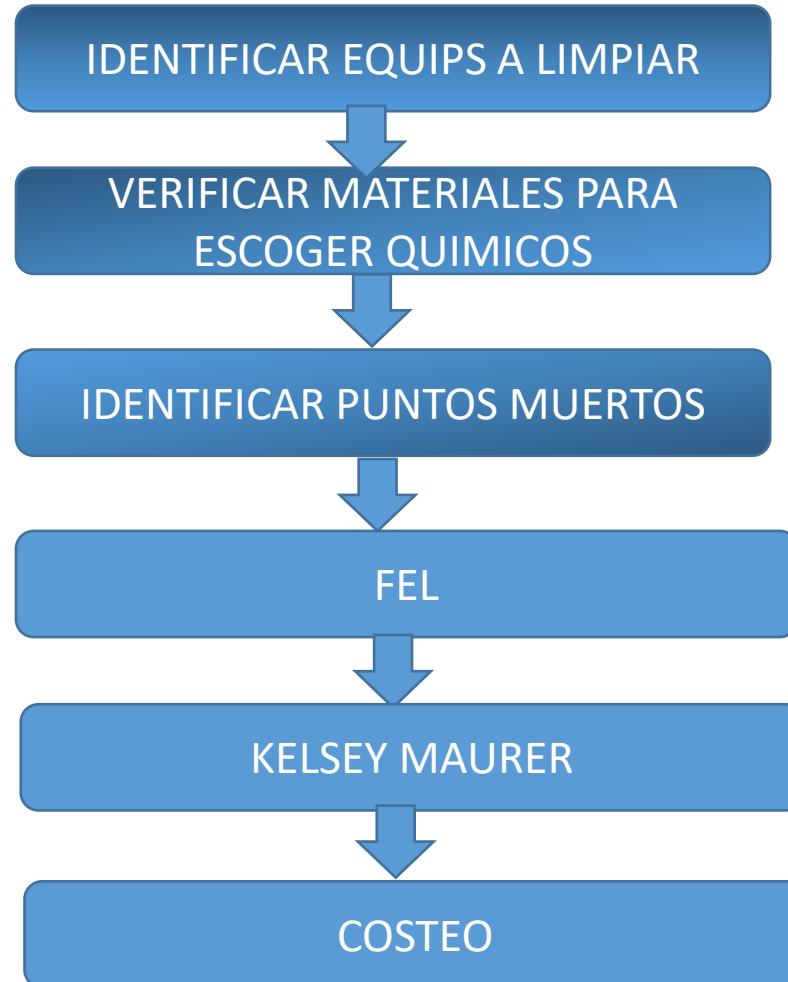 IDENTIFICAR EQUIPS A LIMPIAR
VERIFICAR MATERIALES PARA
ESCOGER QUIMICOS
IDENTIFICAR PUNTOS MUERTOS
FEL
KELSEY MAURER
COSTEO